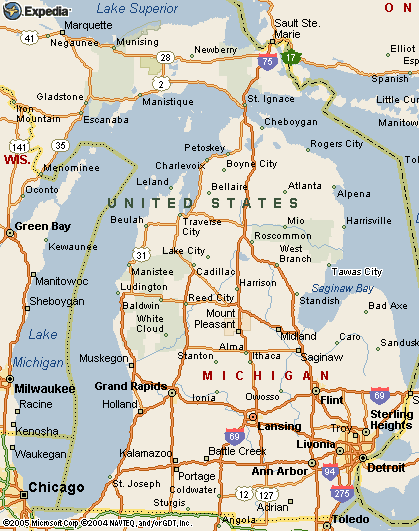 Expedia
Lake Superior
O N
Marquette
41
Negaunee
Munising
28
Newberry
Sault Ste.
Marie
75
17
Elliot
Espan
Spanish
2
Gladstone
Manistique
St. Ignace
Little Cu
Iron
Mountain
Escanaba
Cheboygan
Manitowo
141
35
Petoskey
Rogers City
WIS.
Menominee
Charlevoix
Boyne City
Leland
Bellaire
Atlanta
Alpena
Oconto
UNITED STATES
Beulah
Traverse
City
Mio
Harrisville
Green Bay
Roscommon
Kewaunee
31
Lake City
West
Branch
Manitowoc
Manistee
Cadillac
Tawas City
Ludington
Harrison
Saginaw Bay
Sheboygan
Baldwin
Reed City
Standish
Bad Axe
White
Cloud
Mount
Pleasant
Lake
Michigan
Midland
Caro
Sandusk
Alma
Stanton
Ithaca
Saginaw
Muskegon
MICHIGAN
69
Milwaukee
Grand Rapids
Flint
Racine
Holland
Ionia
Owosso
Sterling
Heights
Kenosha
Lansing
Troy
69
Livonia
Waukegan
Kalamazoo
Battle Creek
Ann Arbor
94
Detroit
Chicago
St. Joseph
Portage
Coldwater
12
127
275
Sturgis
Adrian
Angola
Toledo
©2005 Microsoft Corp ©2004 NAVTEQ, and/or GDT, Inc.